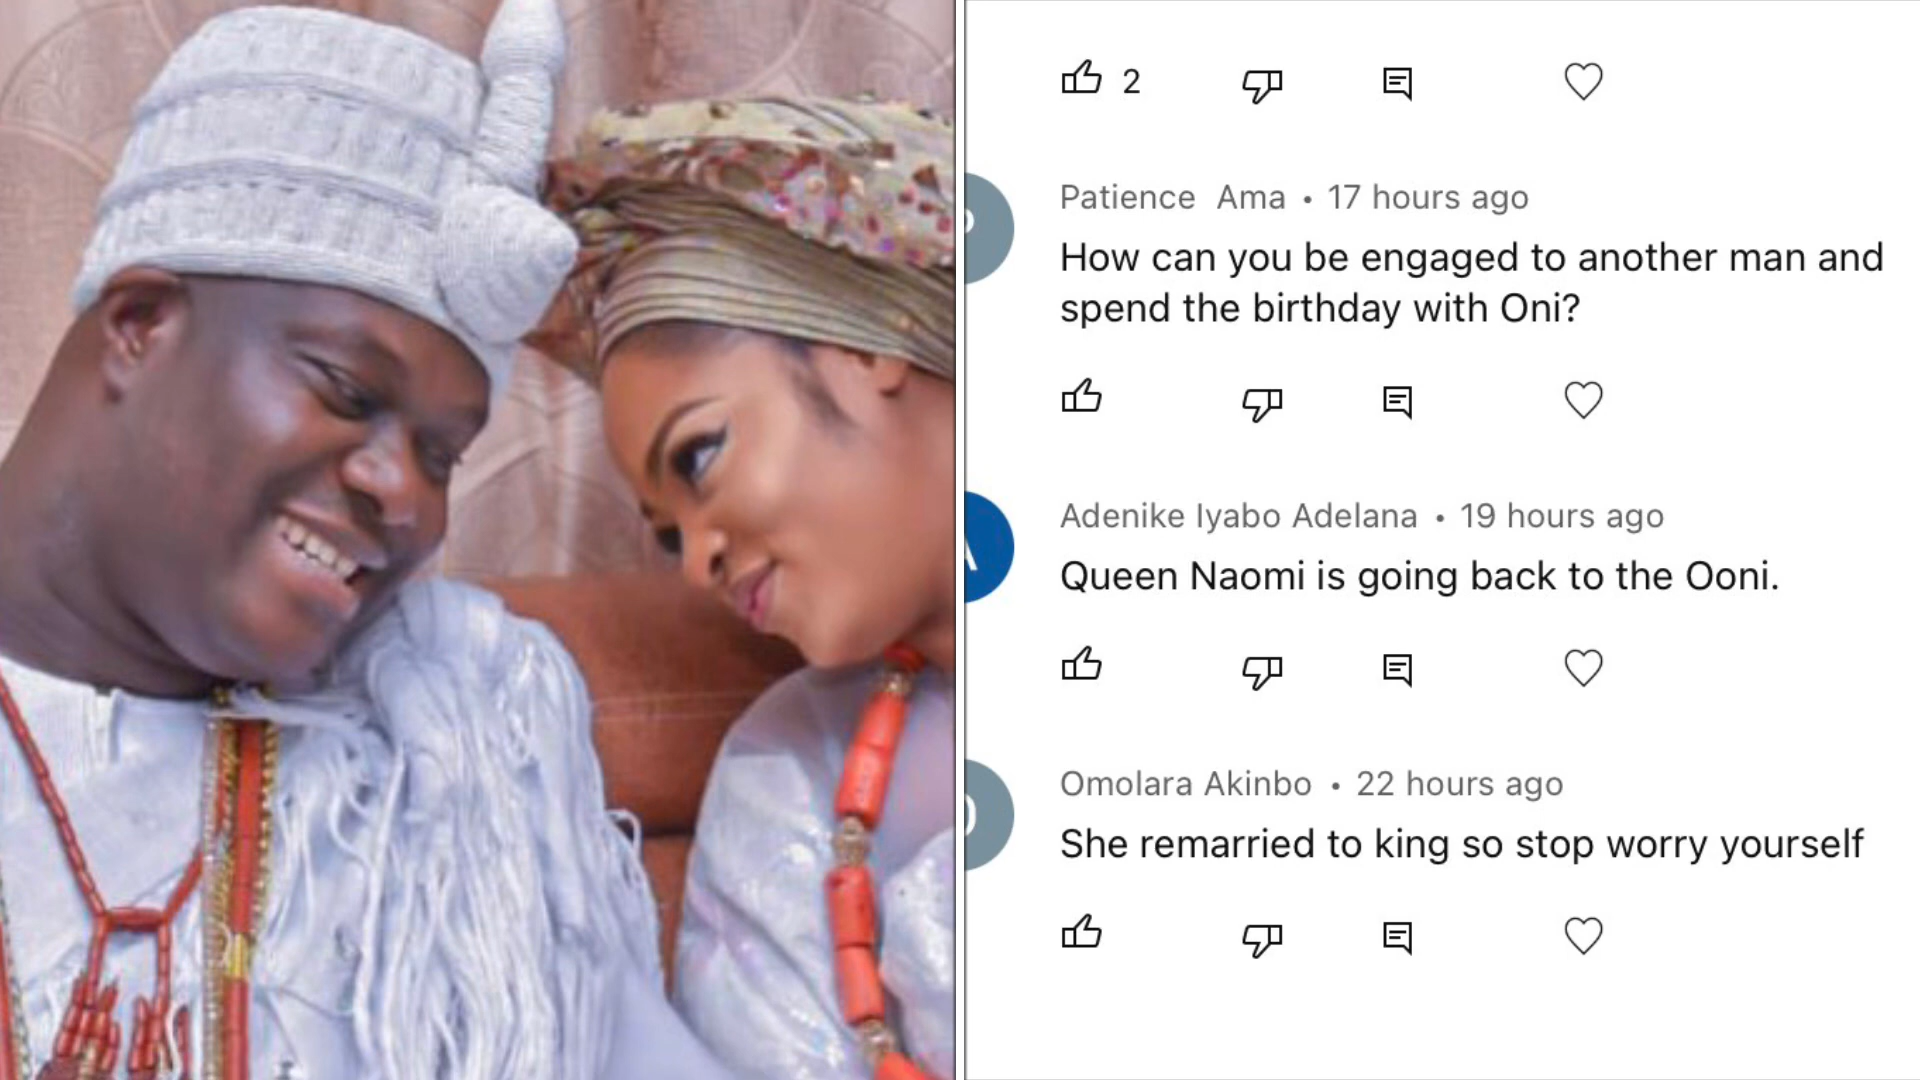 2
Patience Ama • 17 hours ago
How can you be engaged to another man and
spend the birthday with Oni?
Adenike Iyabo Adelana • 19 hours ago
Queen Naomi is going back to the Ooni.
Omolara Akinbo • 22 hours ago
She remarried to king so stop worry yourself